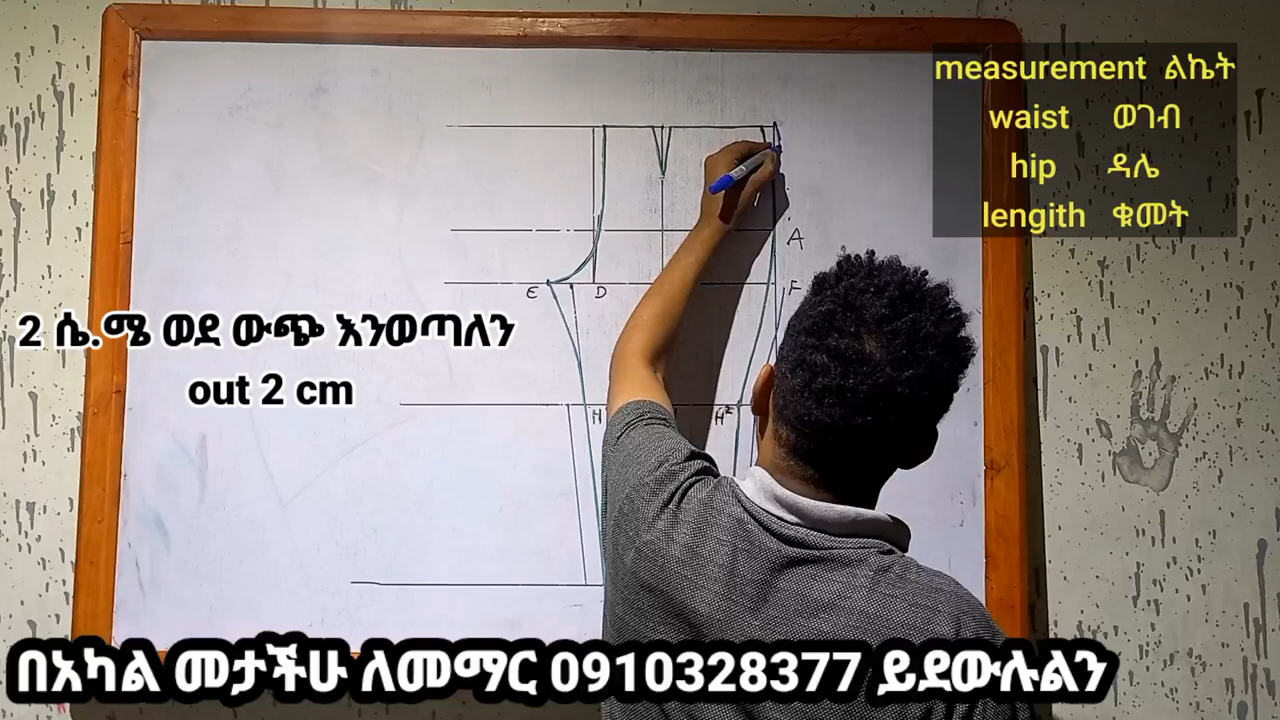 measurement ልኬት
waist ወገብ
hip ዳሌ
lengith ቁመት
A
E D F
2 ሴ.ሜ ወደ ውጭ እንወጣለን
out 2 cm
H H²
በአካል መታችሁ ለመማር 0910328377 ይደውሉልን